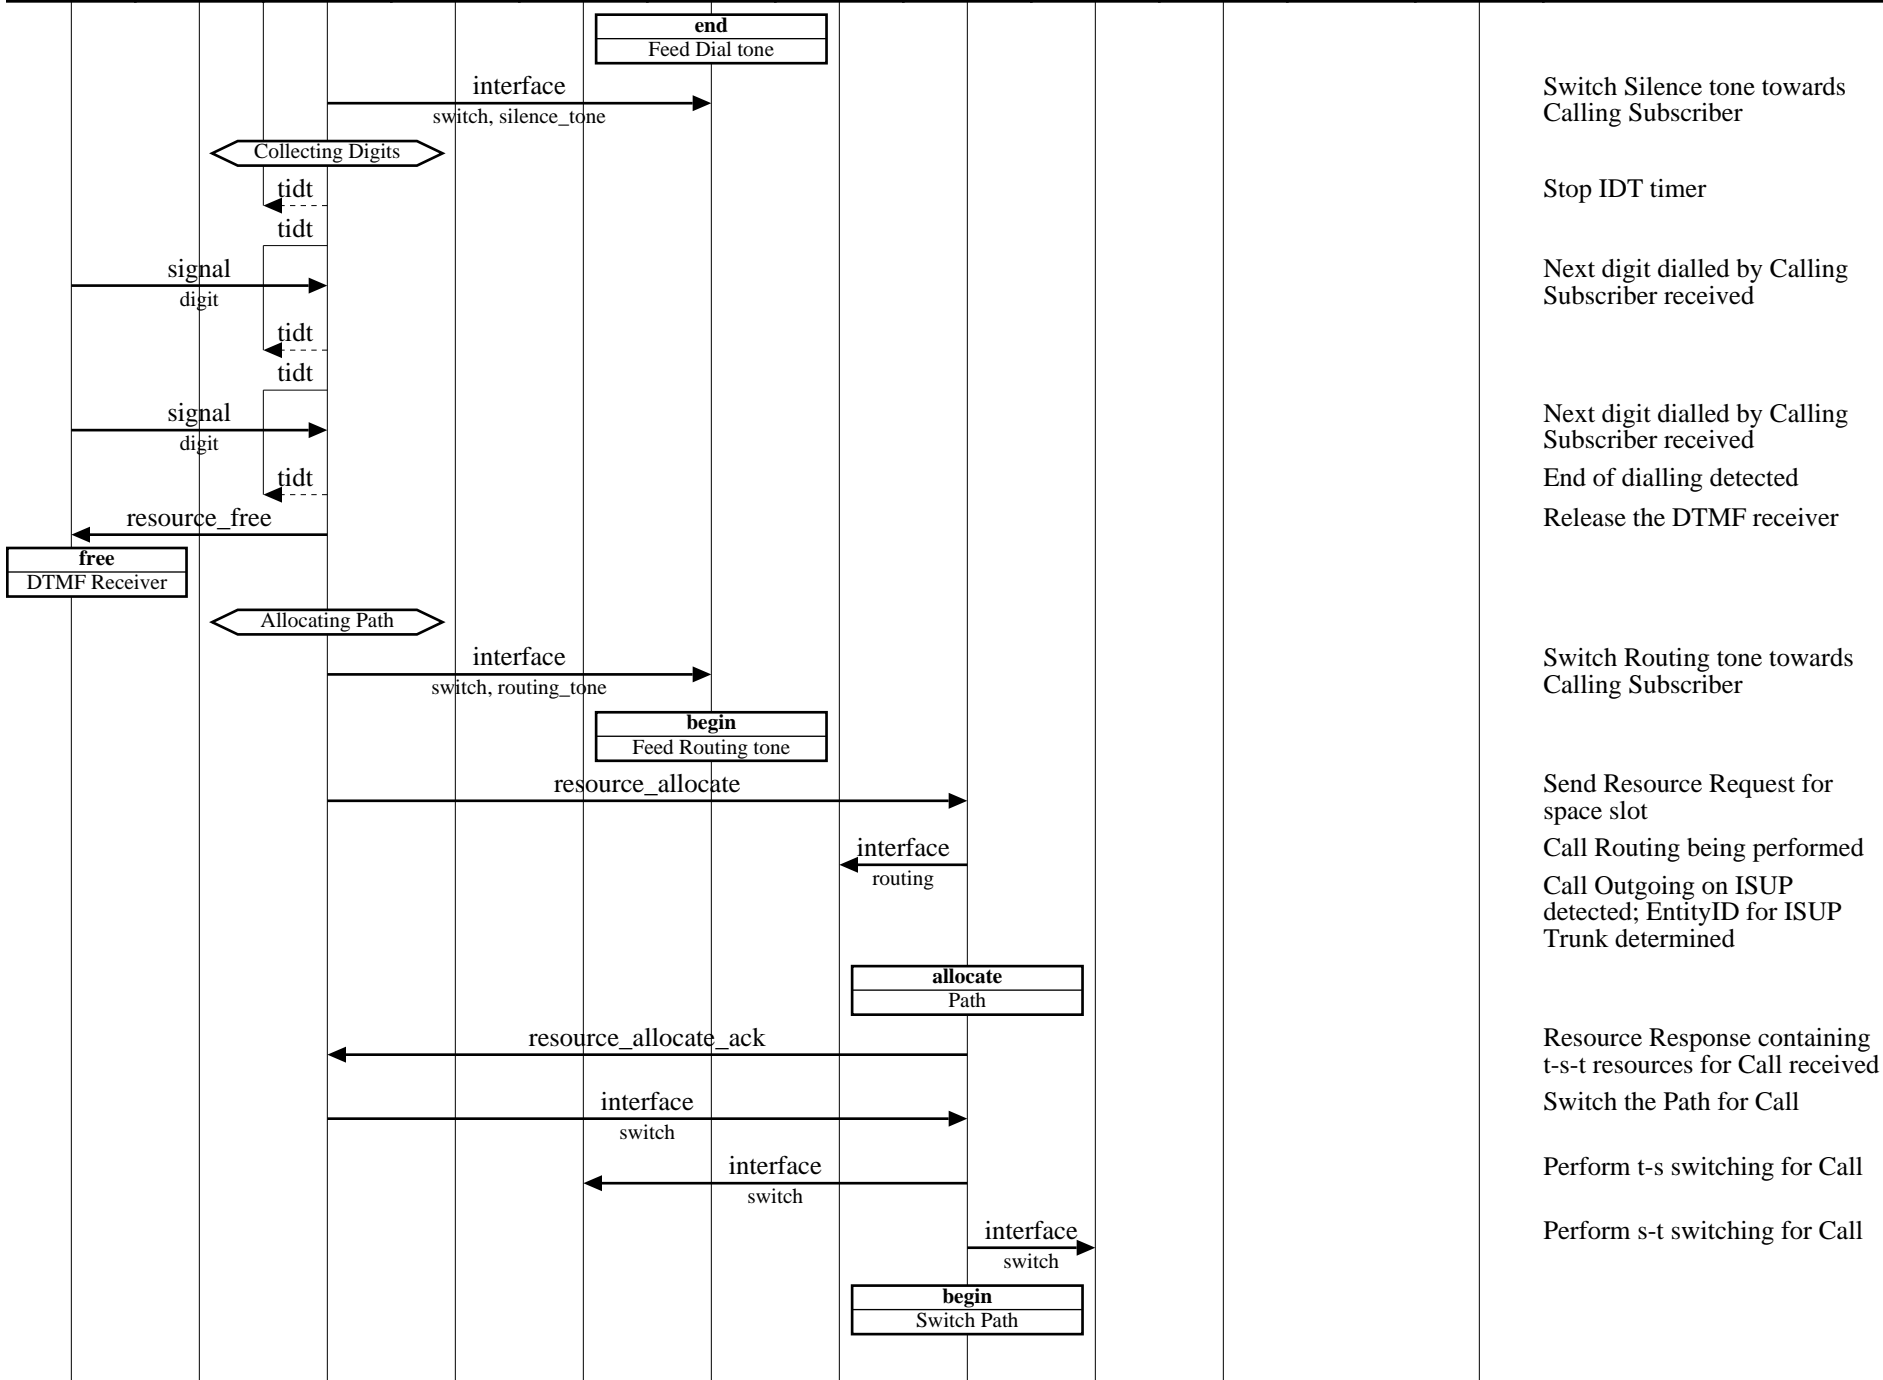 end
Feed Dial tone
interface
switch, silence_tone
Switch Silence tone towards
Calling Subscriber
Collecting Digits
tidt
Stop IDT timer
tidt
signal
digit
Next digit dialled by Calling
Subscriber received
tidt
tidt
signal
digit
Next digit dialled by Calling
Subscriber received
tidt
End of dialling detected
resource_free
Release the DTMF receiver
free
DTMF Receiver
Allocating Path
interface
switch, routing_tone
Switch Routing tone towards
Calling Subscriber
begin
Feed Routing tone
resource_allocate
Send Resource Request for
space slot
interface
routing
Call Routing being performed
Call Outgoing on ISUP
detected; EntityID for ISUP
Trunk determined
allocate
Path
resource_allocate_ack
Resource Response containing
t-s-t resources for Call received
interface
switch
Switch the Path for Call
interface
switch
Perform t-s switching for Call
interface
switch
Perform s-t switching for Call
begin
Switch Path